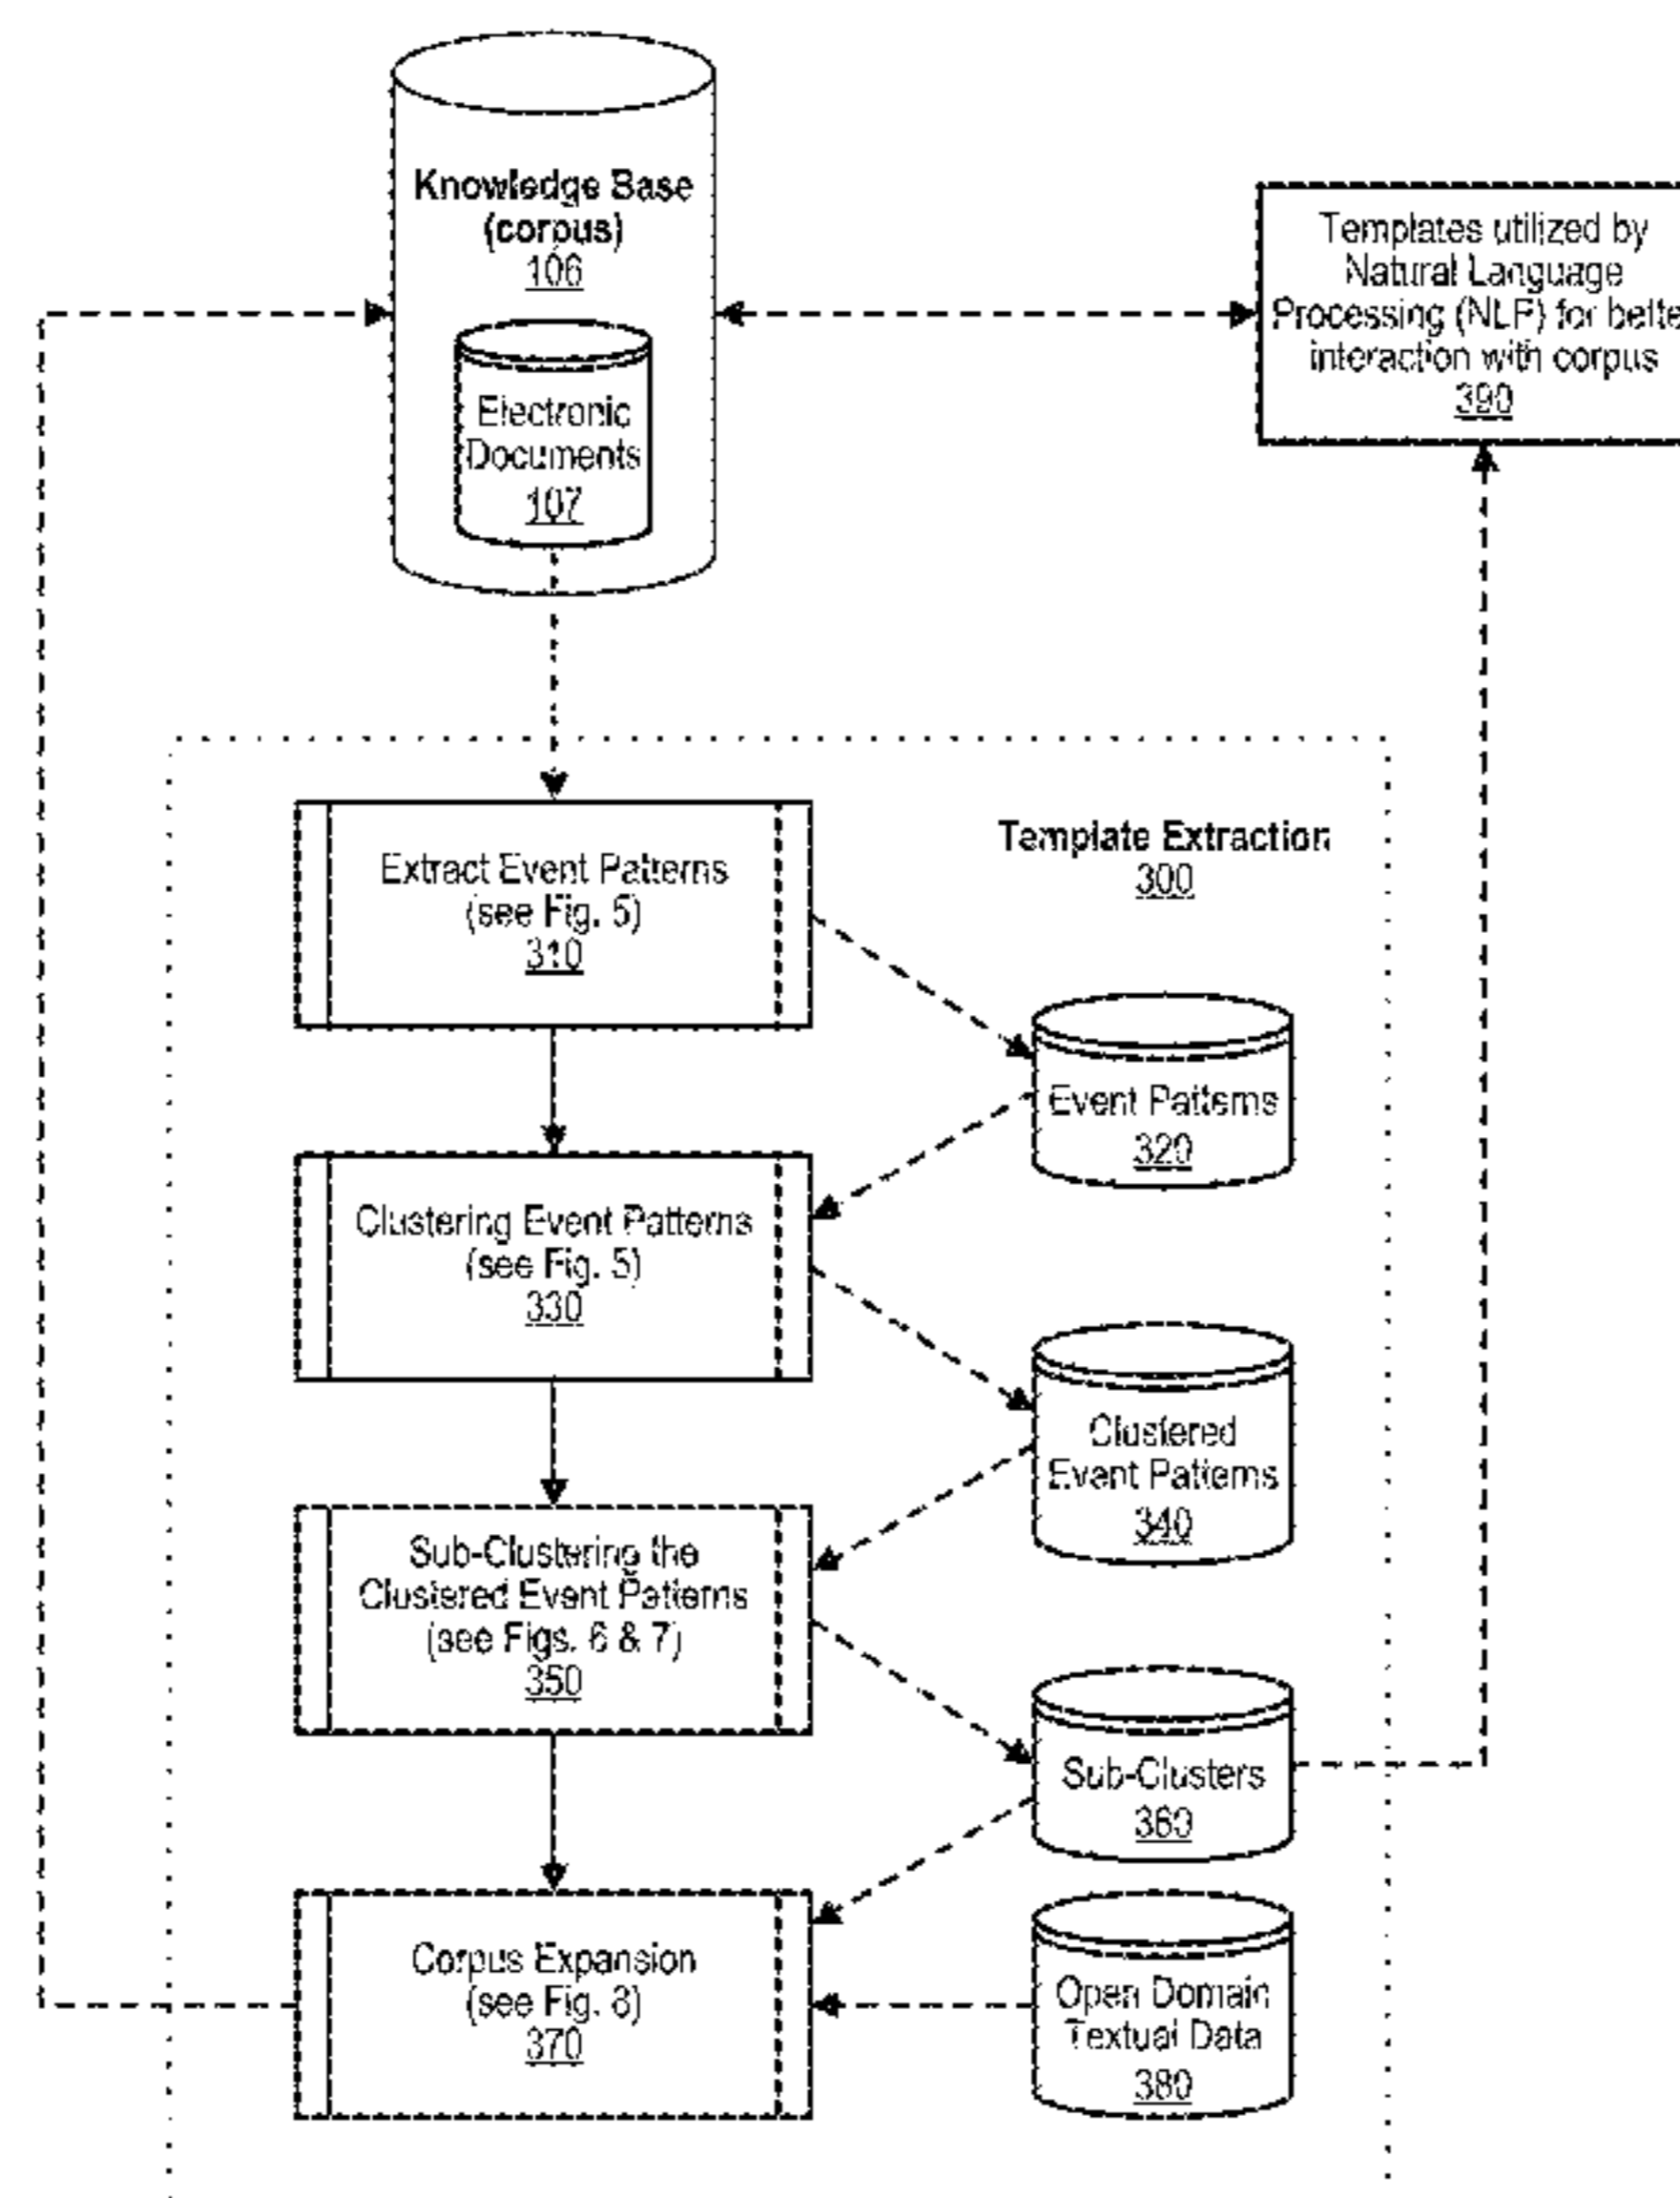 Knowledge Base
(corpus)
106
Electronic
Documents
107
Templates utilized by
Natural Language
Processing (NLP) for bette
interaction with corpus
390
Template Extraction
300
Extract Event Patterns
(see Fig. 5)
310
Event Patterns
320
Clustering Event Patterns
(see Fig. 5)
330
Clustered
Event Patterns
340
Sub-Clustering the
Clustered Event Patterns
(see Figs. 6 & 7)
350
Sub-Clusters
360
Corpus Expansion
(see Fig. 8)
370
Open Domain
Textual Data
380